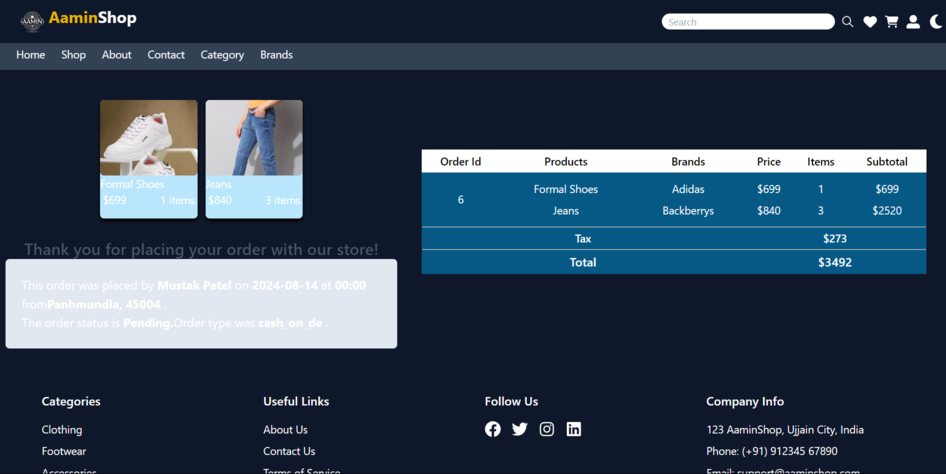 AAMIN
AaminShop
Search
Home Shop About Contact Category Brands
Formal Shoes
$699 1 items
Jeans
$840 3 items
Thank you for placing your order with our store!
This order was placed by Mustak Patel on 2024-08-14 at 00:00
fromPanhmundla, 45004 .
The order status is Pending.Order type was cash_on_de .
Order Id Products Brands Price Items Subtotal
6
Formal Shoes Adidas $699 1 $699
Jeans Backberrys $840 3 $2520
Tax $273
Total $3492
Categories
Clothing
Footwear
Accessories
Useful Links
About Us
Contact Us
Terms of Service
Follow Us
Company Info
123 AaminShop, Ujjain City, India
Phone: (+91) 912345 67890
Email: support@aaminshop.com